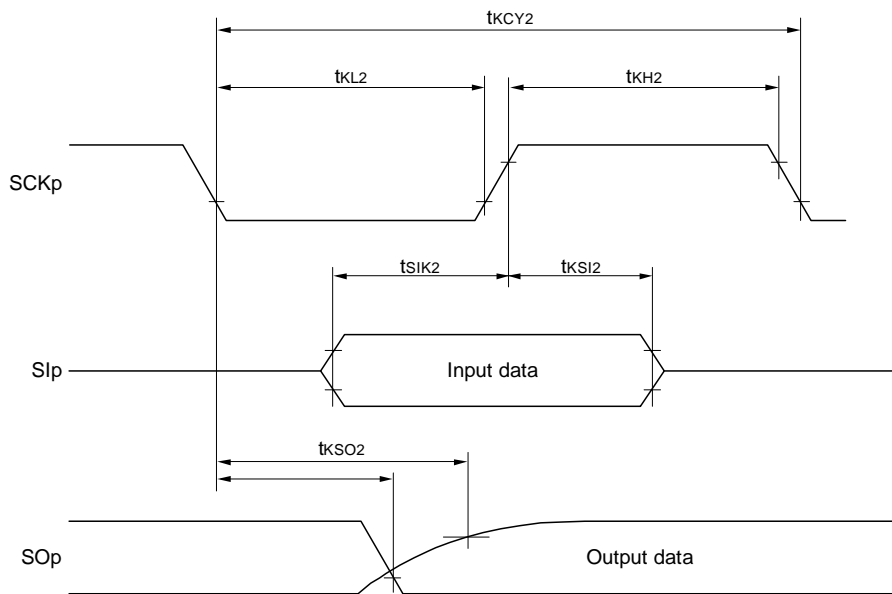 tKCY2
tKL2
tKH2
SCKp
tSIK2
tKSI2
SIp
Input data
tKSO2
SOp
Output data